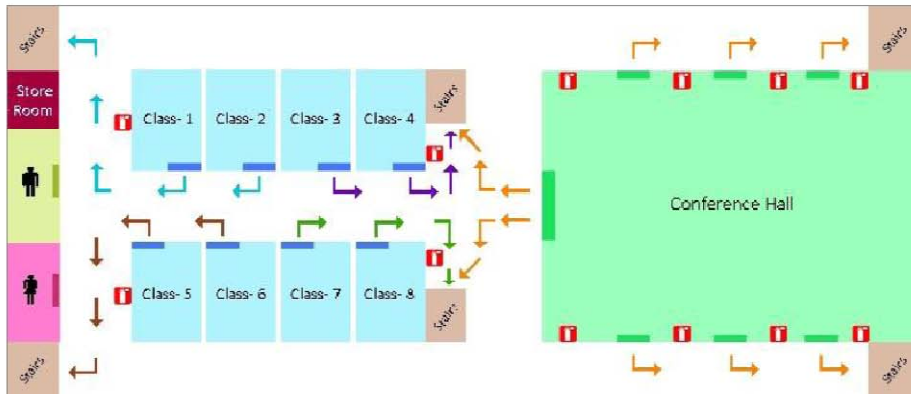 Stairs
Stairs
Store
Room
Class- 1
Class- 2
Class- 3
Class- 4
Stairs
Conference Hall
Class- 5
Class- 6
Class- 7
Class- 8
Stairs
Stairs
Stairs